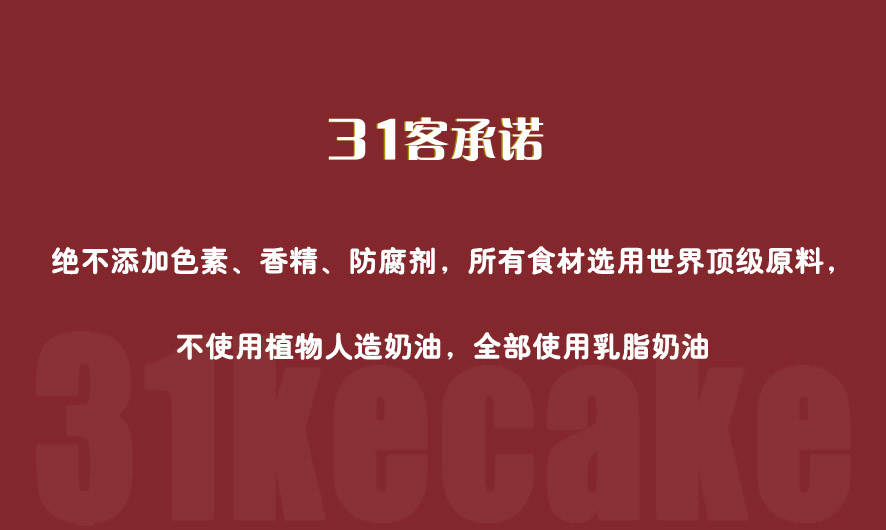 31客承诺
绝不添加色素、香精、防腐剂，所有食材选用世界顶级原料，
不使用植物人造奶油，全部使用乳脂奶油
31kecake